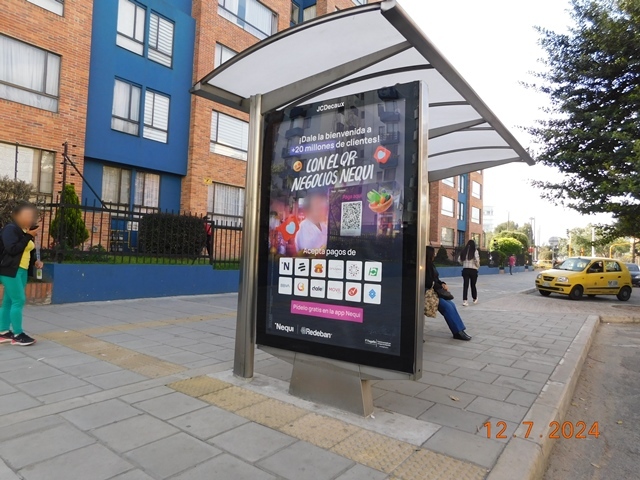 JCDecaux
¡Dale la bienvenida a
+20 millones de clientes!
CON EL QR
NEGOCIOS NEQUI
Acepta pagos de
N
dale!
Pídelo gratis en la app Nequi
Nequi
Redeban
12.7.2024